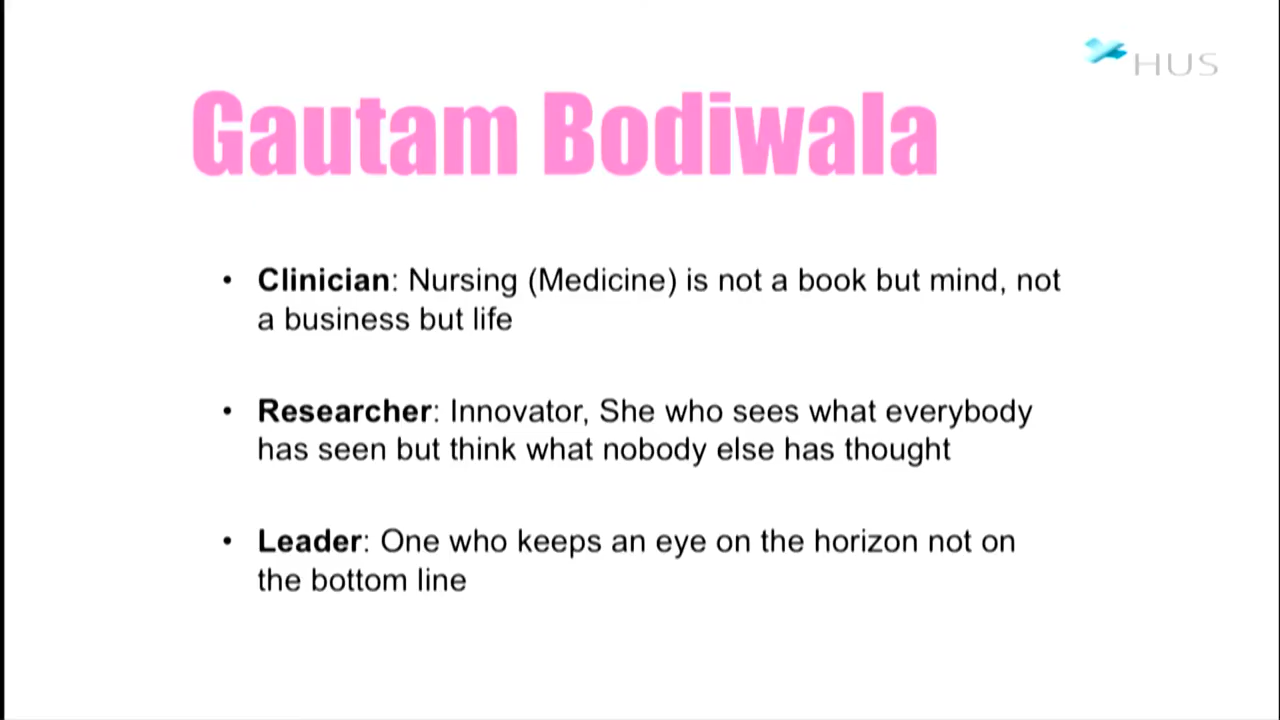 HUS
Gautam Bodiwala
• Clinician: Nursing (Medicine) is not a book but mind, not
a business but life
• Researcher: Innovator, She who sees what everybody
has seen but think what nobody else has thought
• Leader: One who keeps an eye on the horizon not on
the bottom line